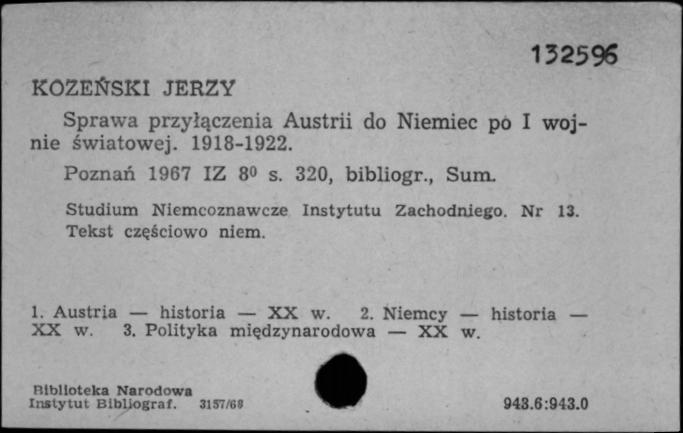 132596
KOZEŃSKI JERZY
Sprawa przyłączenia Austrii do Niemiec po I woj-
nie światowej. 1918-1922.
Poznań 1967 IZ 8⁰ s. 320, bibliogr., Sum.
Studium Niemcoznawcze Instytutu Zachodniego. Nr 13.
Tekst częściowo niem.
1. Austria — historia — XX w. 2. Niemcy — historia —
XX w. 3. Polityka międzynarodowa — XX w.
Biblioteka Narodowa
Instytut Bibliograf. 3157/68
943.6:943.0